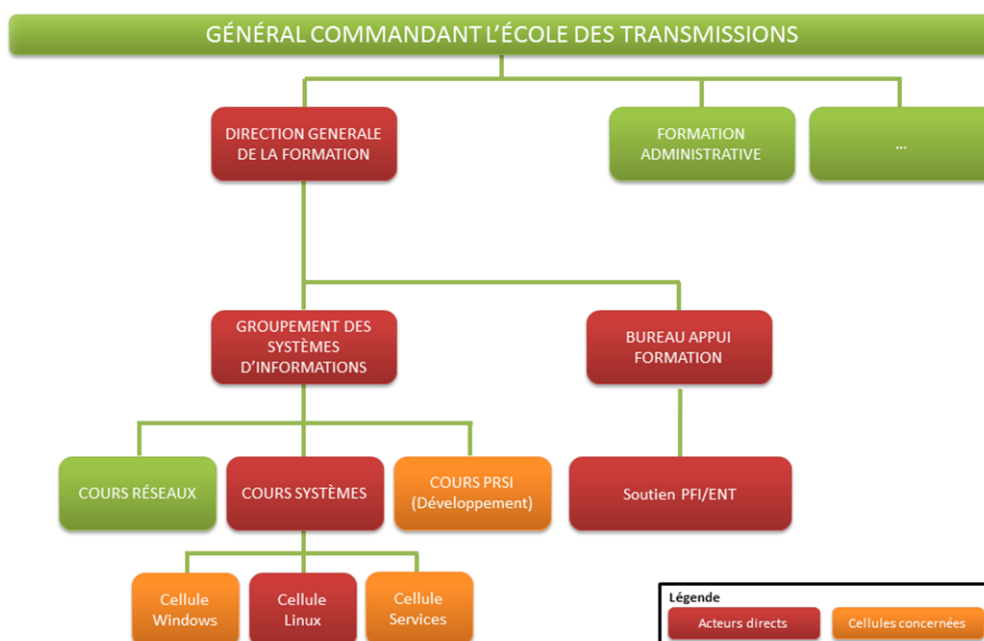 GÉNÉRAL COMMANDANT L'ÉCOLE DES TRANSMISSIONS
DIRECTION GENERALE
DE LA FORMATION
FORMATION
ADMINISTRATIVE
...
GROUPEMENT DES
SYSTÈMES
D'INFORMATIONS
BUREAU APPUI
FORMATION
COURS RÉSEAUX
COURS SYSTÈMES
COURS PRSI
(Développement)
Soutien PFI/ENT
Cellule
Windows
Cellule
Linux
Cellule
Services
Légende
Acteurs directs
Cellules concernées